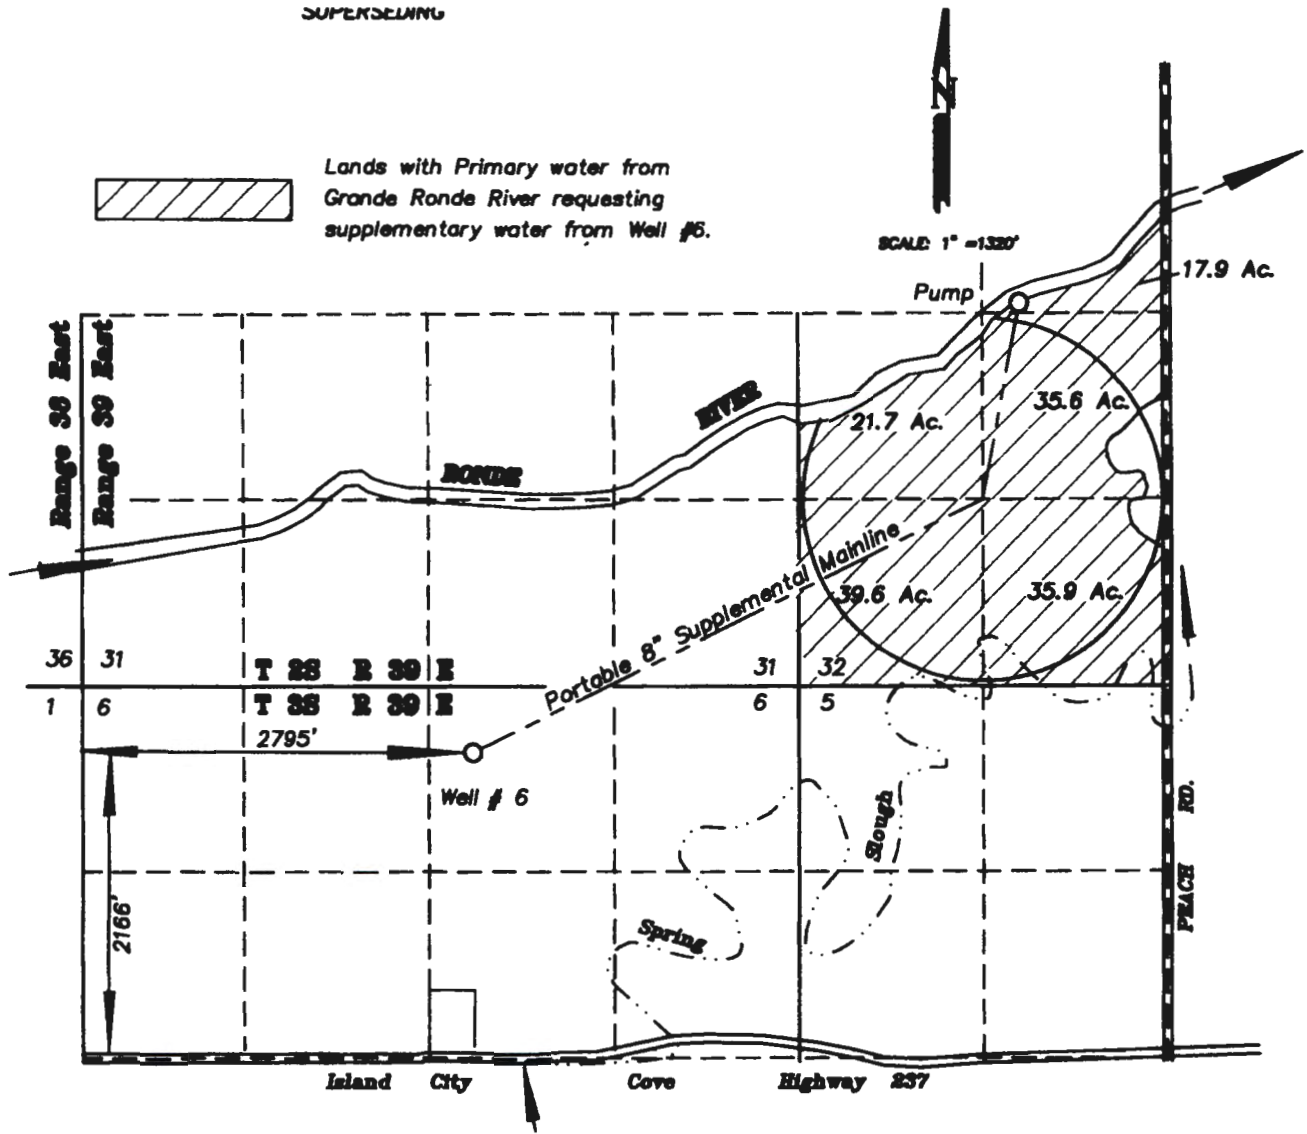 SUPERSEDING
N
Lands with Primary water from
Grande Ronde River requesting
supplementary water from Well #6.
SCALE: 1" =1320'
17.9 Ac.
Pump
Range 38 East
Range 39 East
RIVER
35.6 Ac.
21.7 Ac.
RONDE
Portable 8" Supplemental Mainline
39.6 Ac.
35.9 Ac.
36 31
T 2S R 39 E
31 32
1 6
T 3S R 39 E
6 5
2795'
Well # 6
Slough
PEACH RD.
2166'
Spring
Island City Cove Highway 237